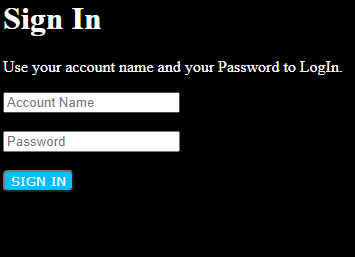 Sign In
Use your account name and your Password to LogIn.
Account Name
Password
SIGN IN